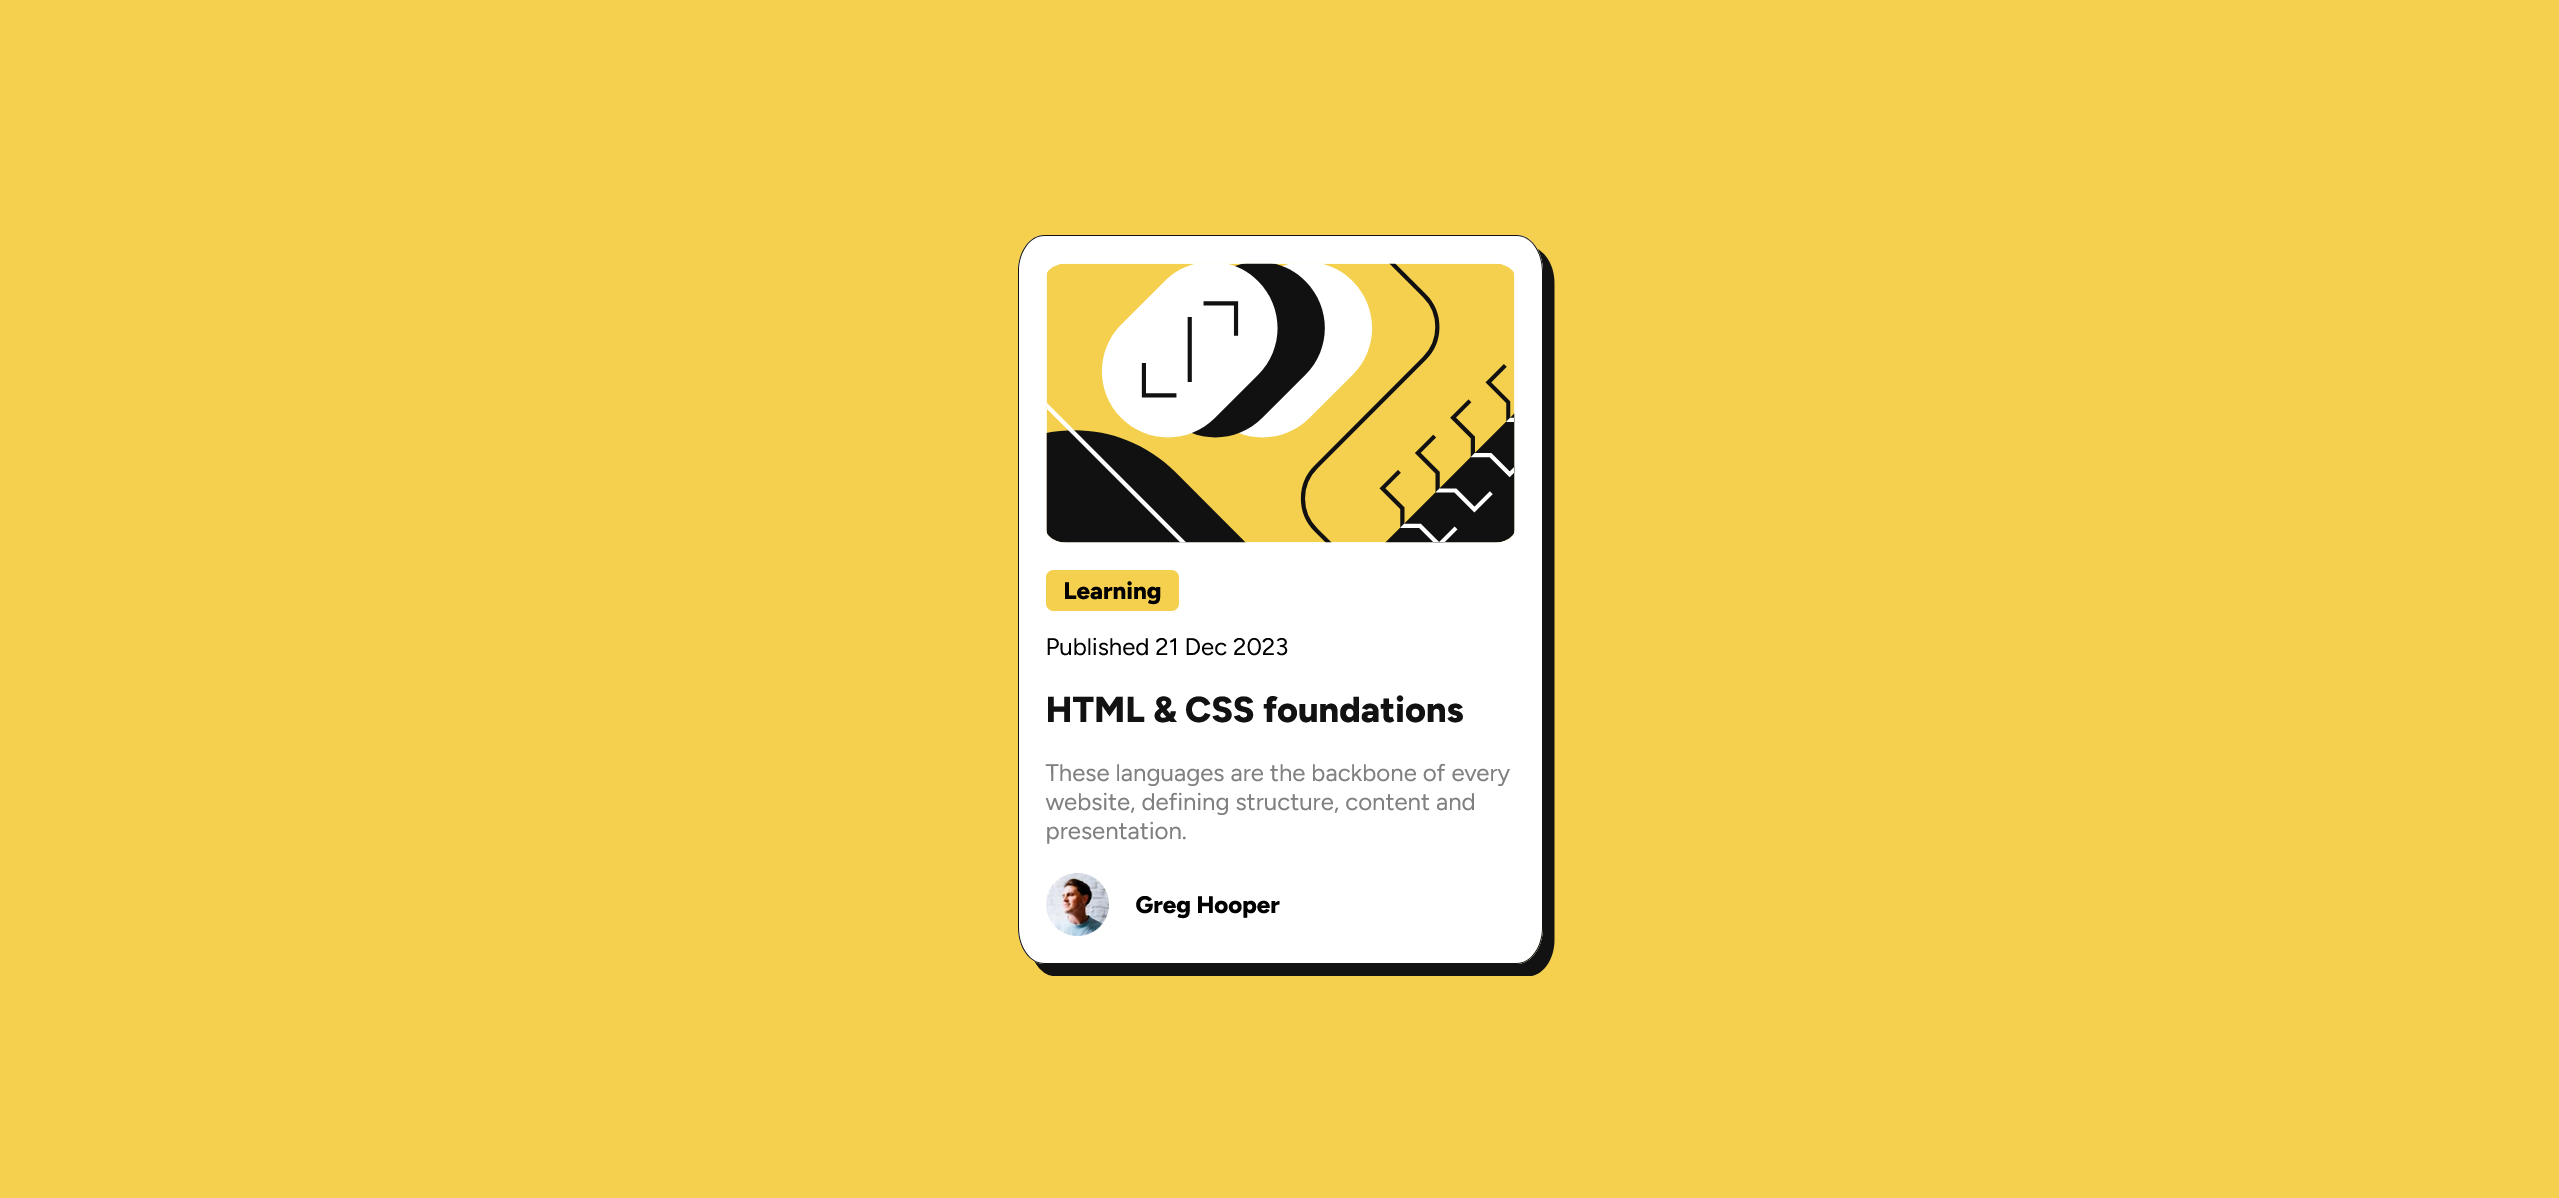 Learning
Published 21 Dec 2023
HTML & CSS foundations
These languages are the backbone of every
website, defining structure, content and
presentation.
Greg Hooper